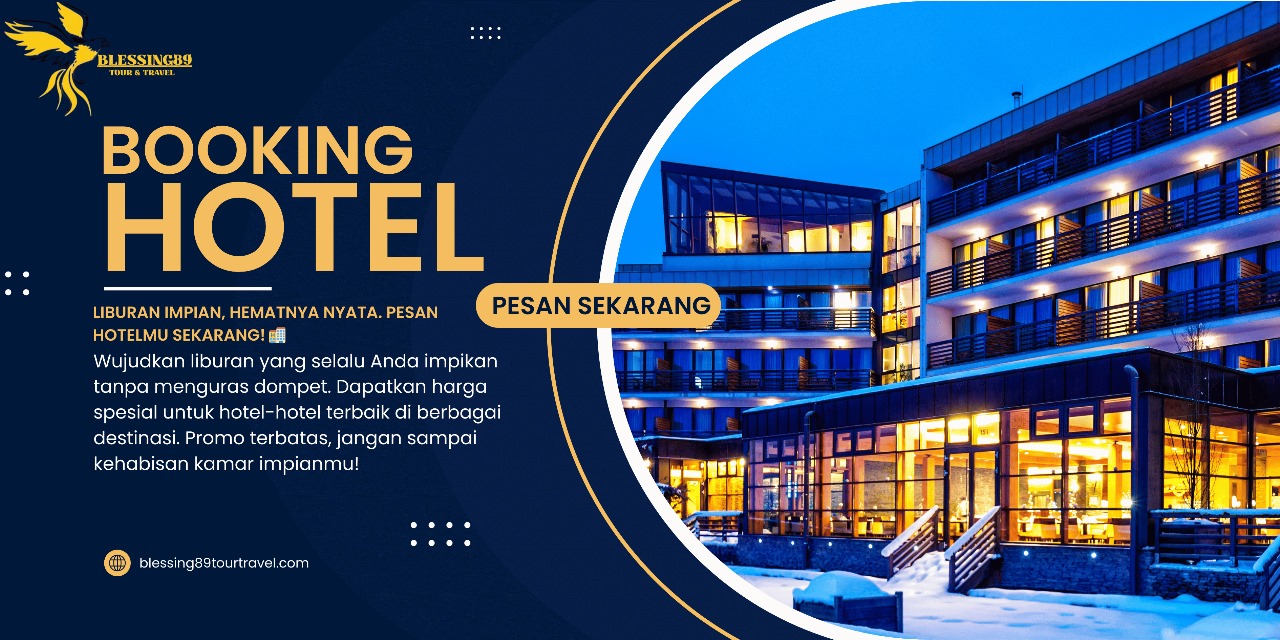 BLESSING89
TOUR & TRAVEL
BOOKING
HOTEL
LIBURAN IMPIAN, HEMATNYA NYATA. PESAN
HOTELMU SEKARANG!
Wujudkan liburan yang selalu Anda impikan
tanpa menguras dompet. Dapatkan harga
spesial untuk hotel-hotel terbaik di berbagai
destinasi. Promo terbatas, jangan sampai
kehabisan kamar impianmu!
PESAN SEKARANG
blessing89tourtravel.com